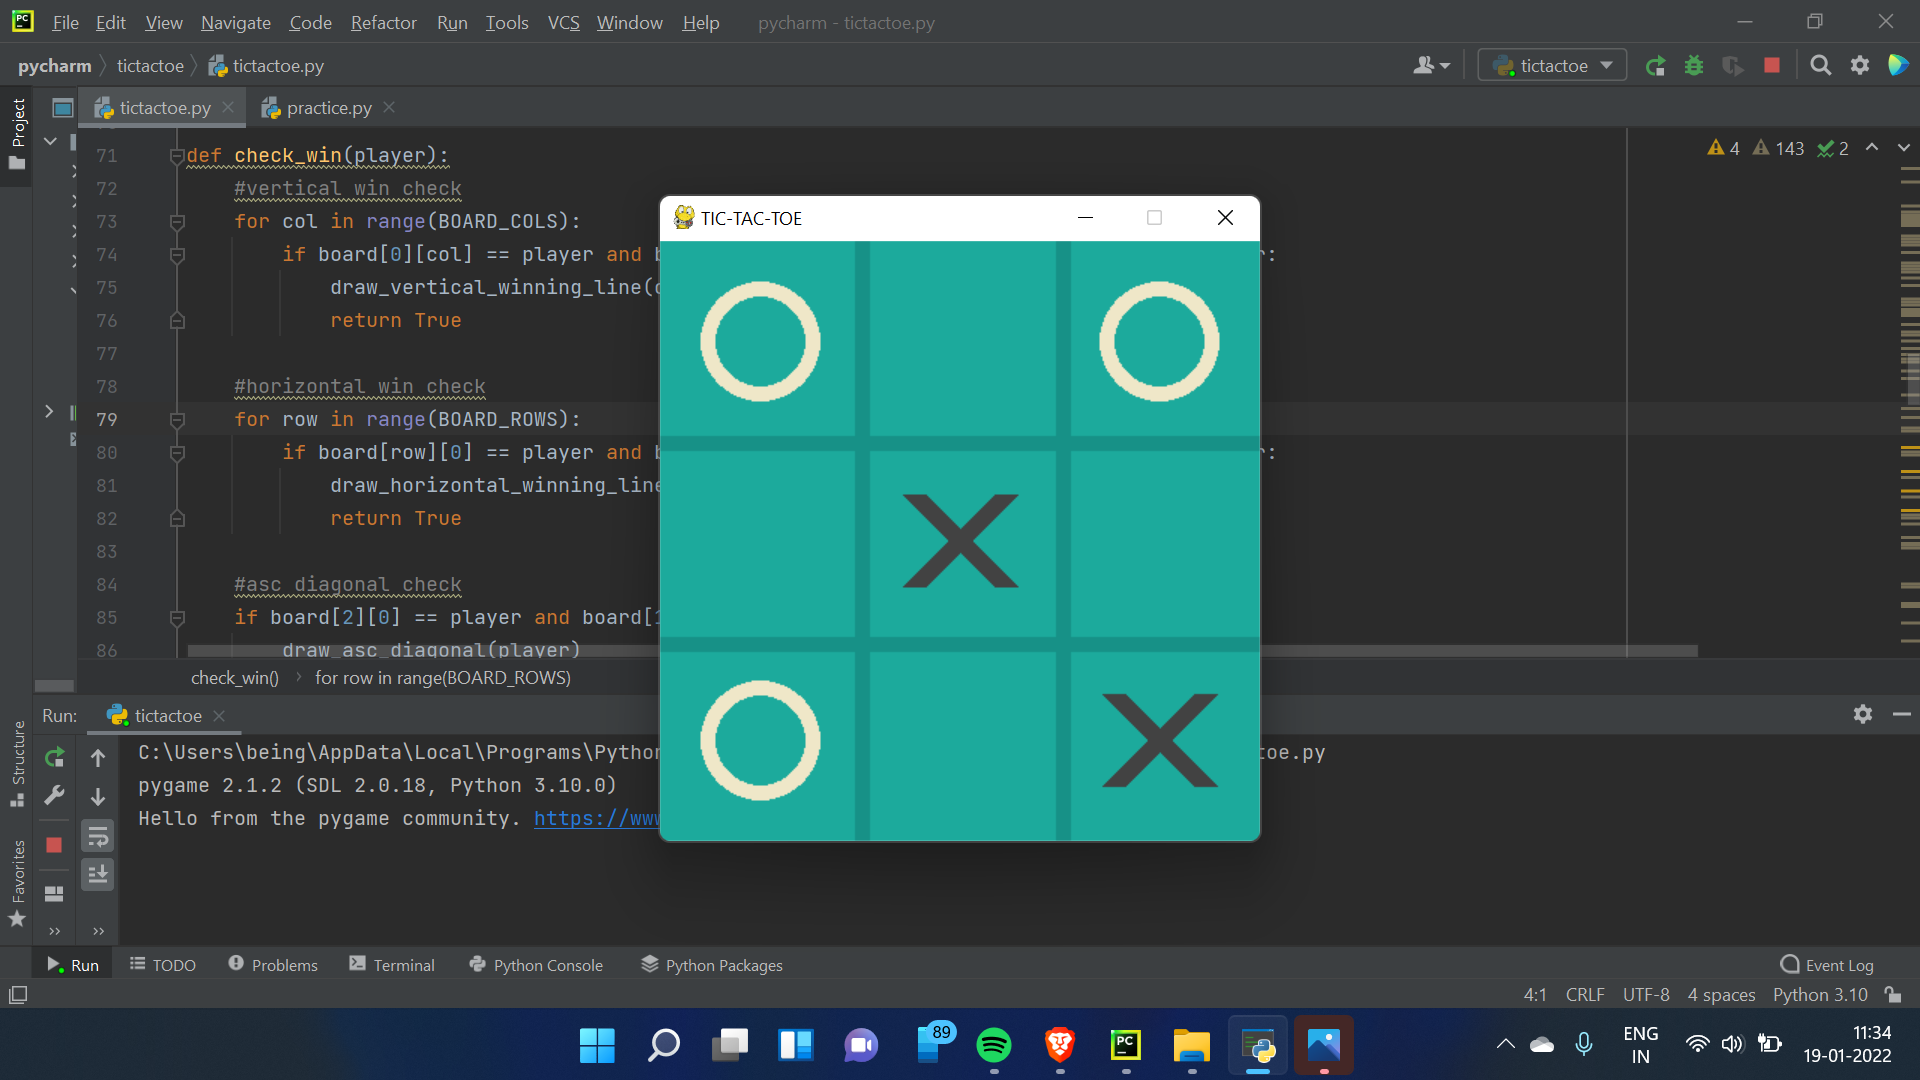 PC File Edit View Navigate Code Refactor Run Tools VCS Window Help pycharm - tictactoe.py
pycharm tictactoe tictactoe.py tictactoe
Project tictactoe.py practice.py
4 143 2
71 def check_win(player):
72 #vertical win check
73 for col in range(BOARD_COLS):
74 if board[0][col] == player and
75 draw_vertical_winning_line(
76 return True
77
78 #horizontal win check
79 for row in range(BOARD_ROWS):
80 if board[row][0] == player and
81 draw_horizontal_winning_line
82 return True
83
84 #asc diagonal check
85 if board[2][0] == player and board[
86 draw_asc_diagonal(player)
TIC-TAC-TOE
check_win() for row in range(BOARD_ROWS)
Run: tictactoe
C:\Users\being\AppData\Local\Programs\Python toe.py
pygame 2.1.2 (SDL 2.0.18, Python 3.10.0)
Hello from the pygame community. https://www
Structure
Favorites
Run TODO Problems Terminal Python Console Python Packages Event Log
4:1 CRLF UTF-8 4 spaces Python 3.10
89
PC
ENG
IN
11:34
19-01-2022